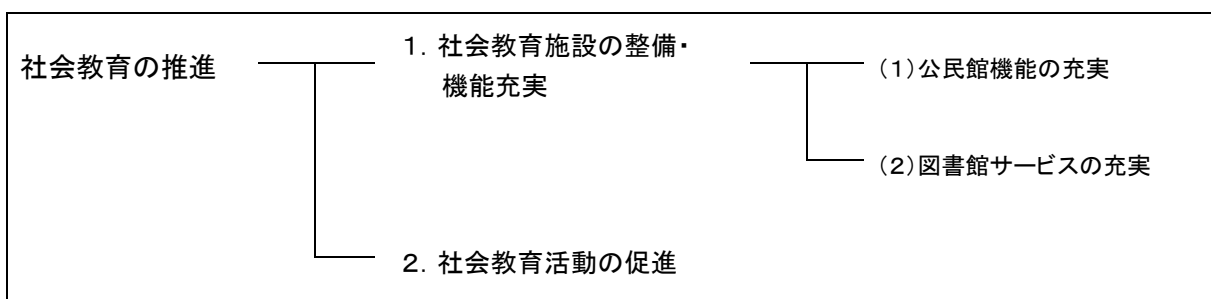 社会教育の推進
１．社会教育施設の整備・
機能充実
（１）公民館機能の充実
（２）図書館サービスの充実
２．社会教育活動の促進